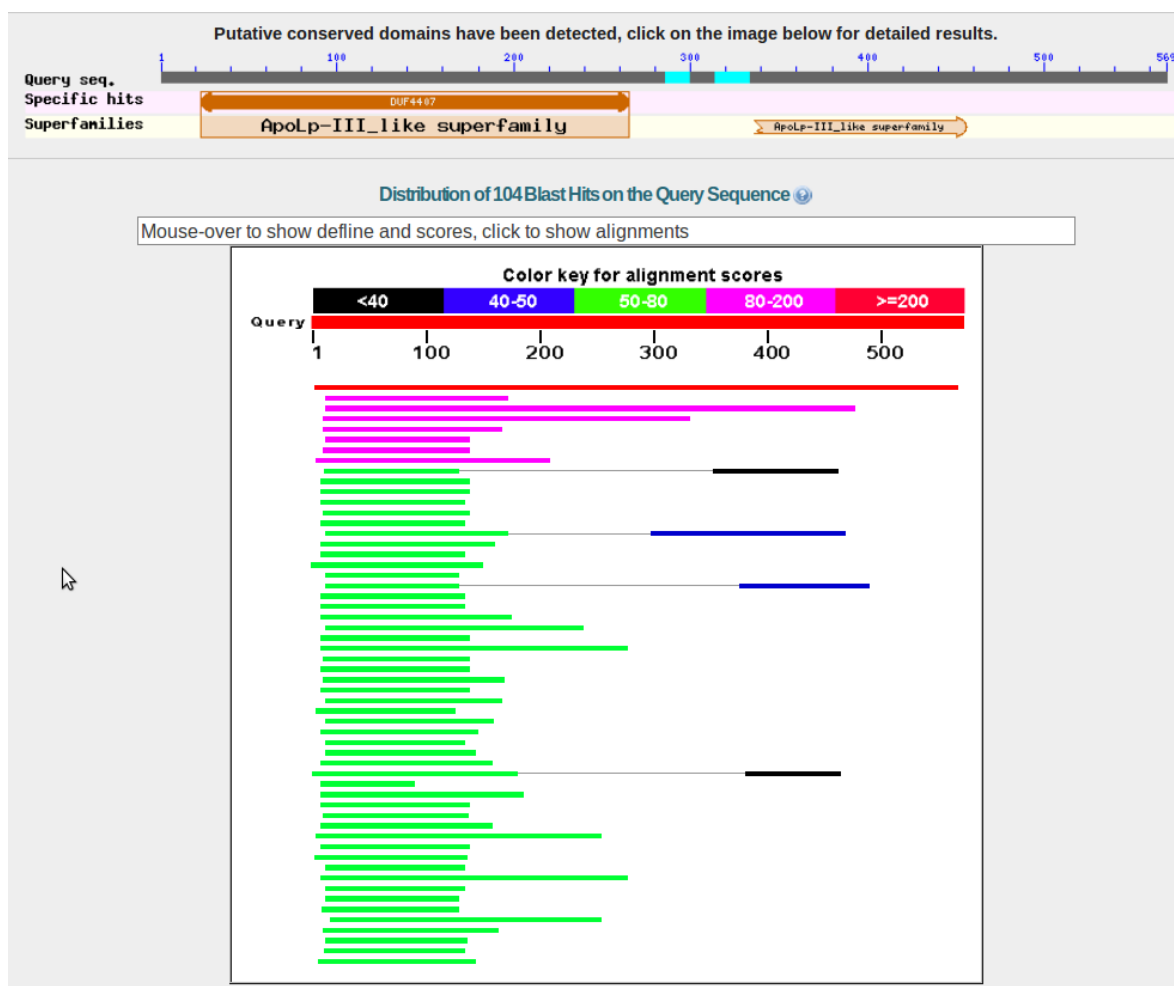 Putative conserved domains have been detected, click on the image below for detailed results.
1 100 200 300 400 500 569
Query seq.
Specific hits DUF4407
Superfamilies ApoLp-III_like superfamily ApoLp-III_like superfamily
Distribution of 104 Blast Hits on the Query Sequence ?
Mouse-over to show defline and scores, click to show alignments
Color key for alignment scores
<40 40-50 50-80 80-200 >=200
Query
1 100 200 300 400 500